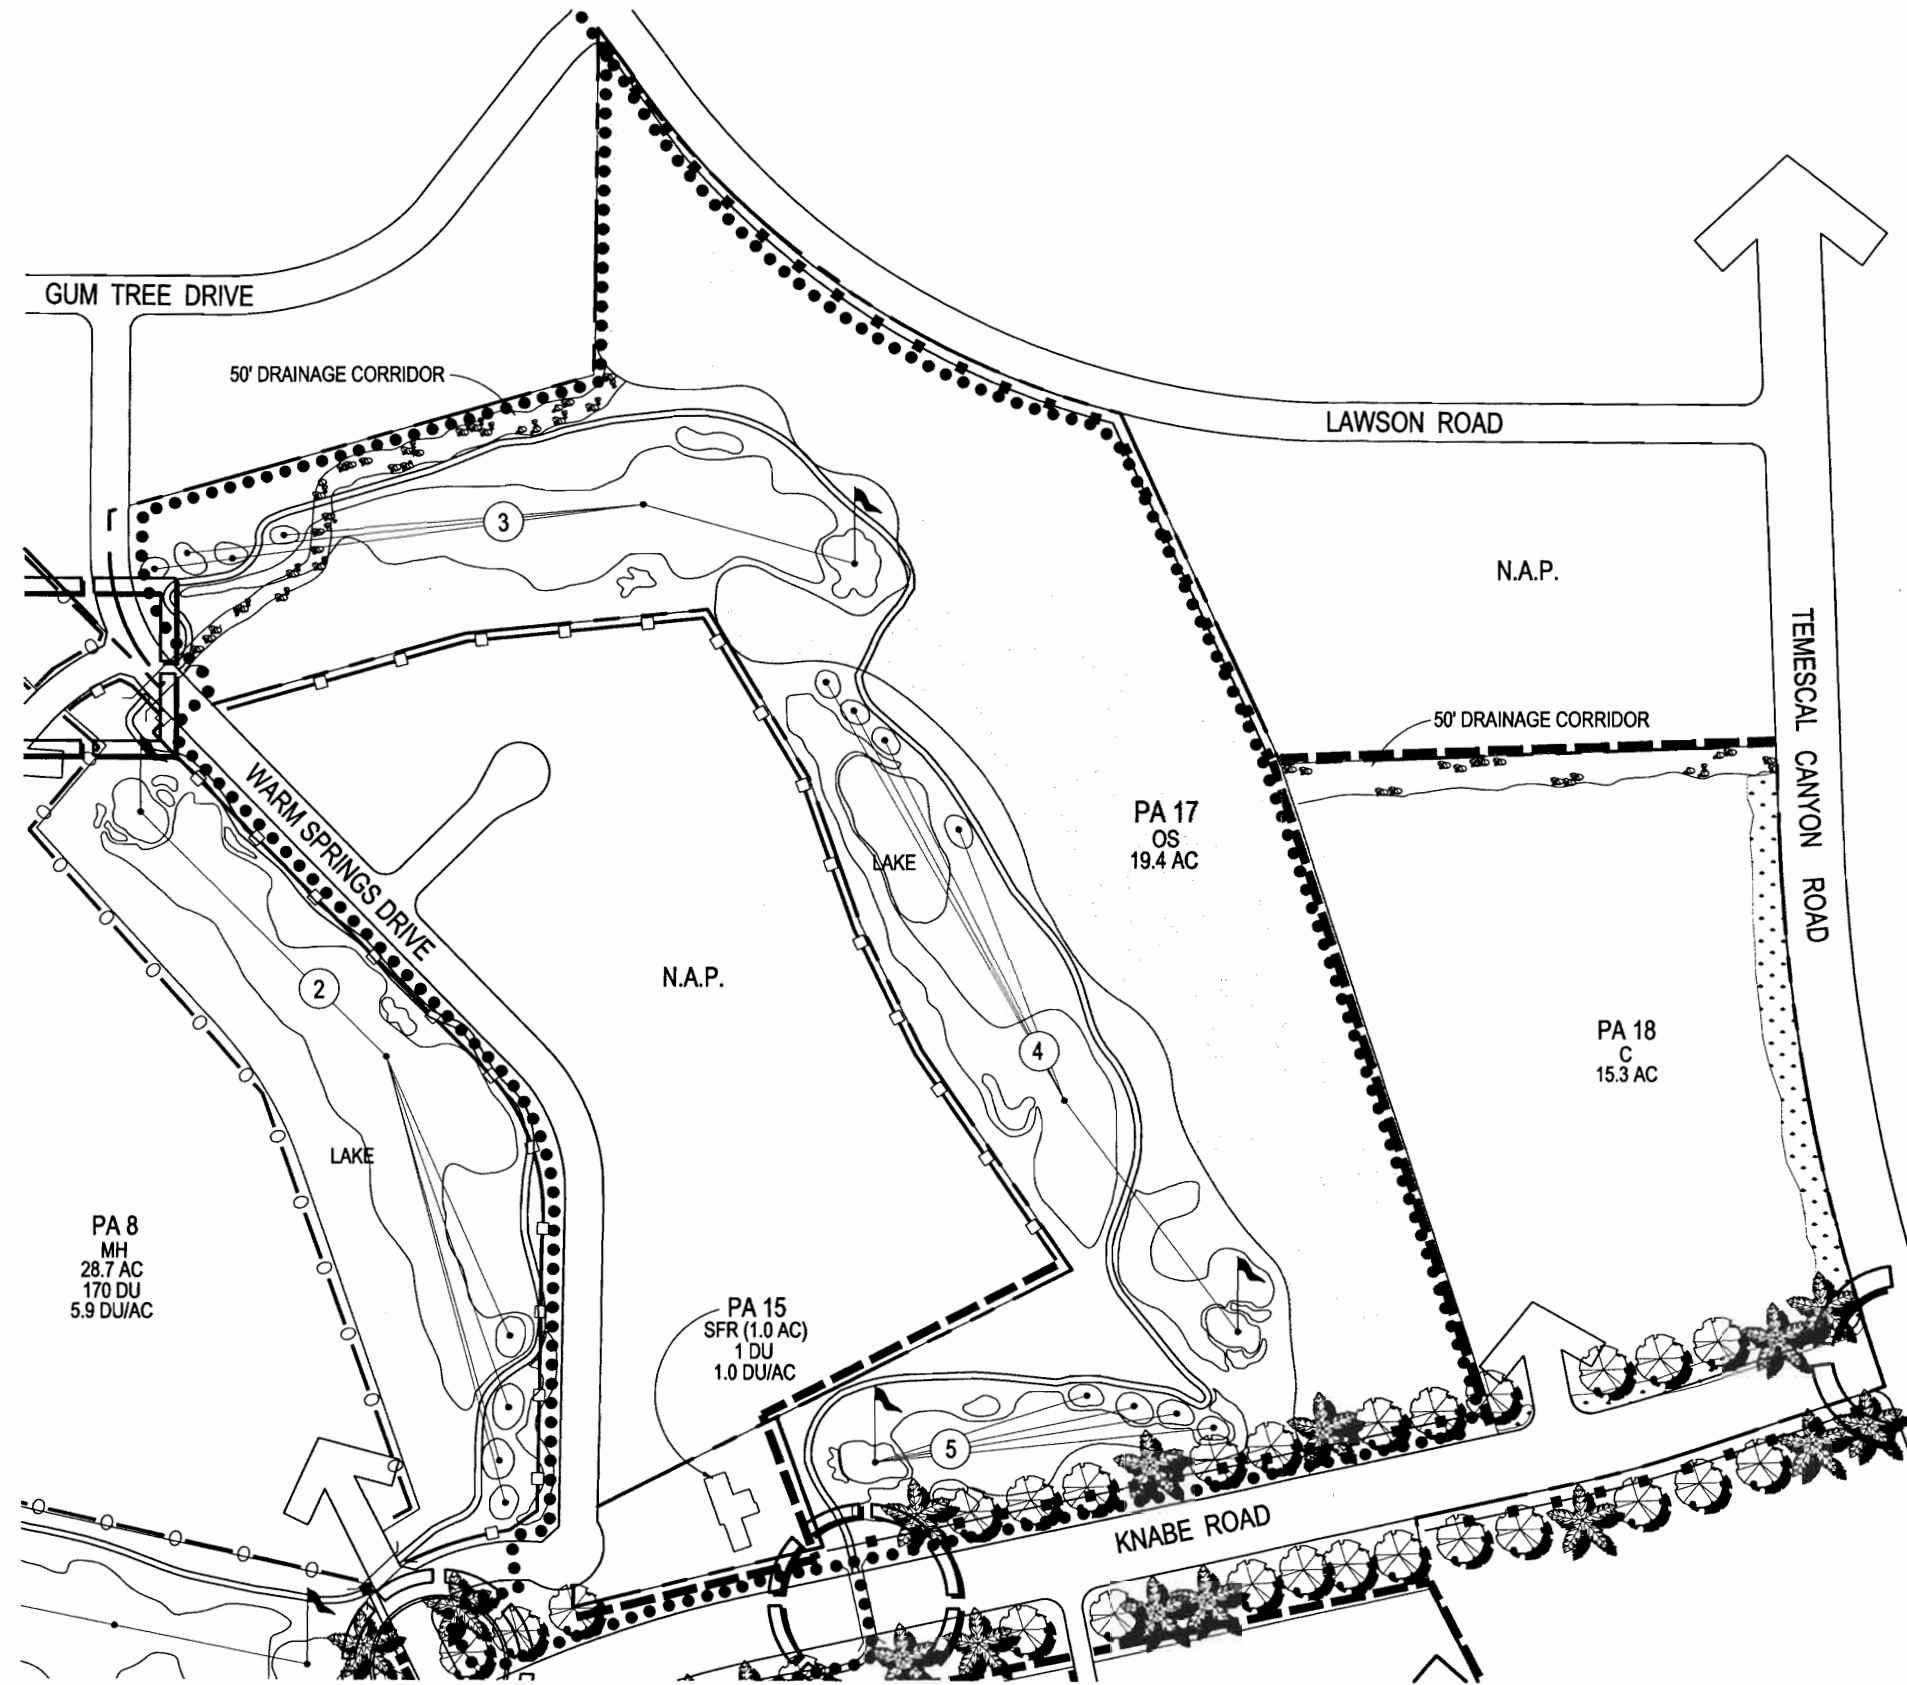 GUM TREE DRIVE
50' DRAINAGE CORRIDOR
LAWSON ROAD
3
N.A.P.
TEMESCAL CANYON ROAD
50' DRAINAGE CORRIDOR
WARM SPRINGS DRIVE
PA 17
OS
19.4 AC
LAKE
2
N.A.P.
4
PA 18
C
15.3 AC
LAKE
PA 8
MH
28.7 AC
170 DU
5.9 DU/AC
PA 15
SFR (1.0 AC)
1 DU
1.0 DU/AC
5
KNABE ROAD